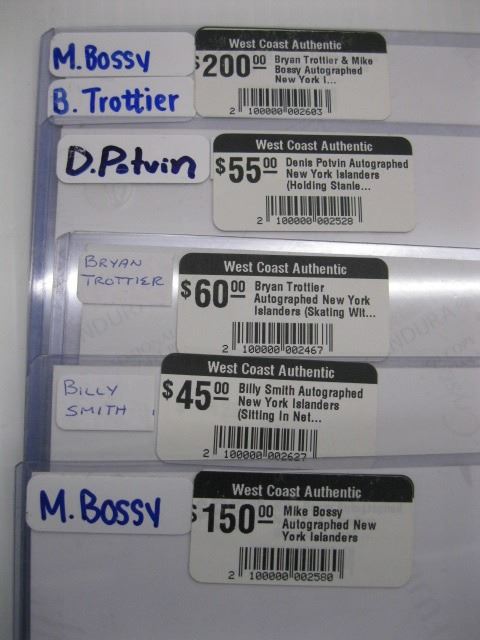 M. Bossy
B. Trottier
West Coast Authentic
$200.00 Bryan Trottier & Mike
Bossy Autographed
New York I...
2 100000 002603
D. Potvin
West Coast Authentic
$55.00 Denis Potvin Autographed
New York Islanders
(Holding Stanle...
2 100000 002528
BRYAN
TROTTIER
West Coast Authentic
$60.00 Bryan Trottier
Autographed New York
Islanders (Skating Wit...
2 100000 002467
BILLY
SMITH
West Coast Authentic
$45.00 Billy Smith Autographed
New York Islanders
(Sitting In Net...
2 100000 002627
M. Bossy
West Coast Authentic
$150.00 Mike Bossy
Autographed New
York Islanders
2 100000 002580